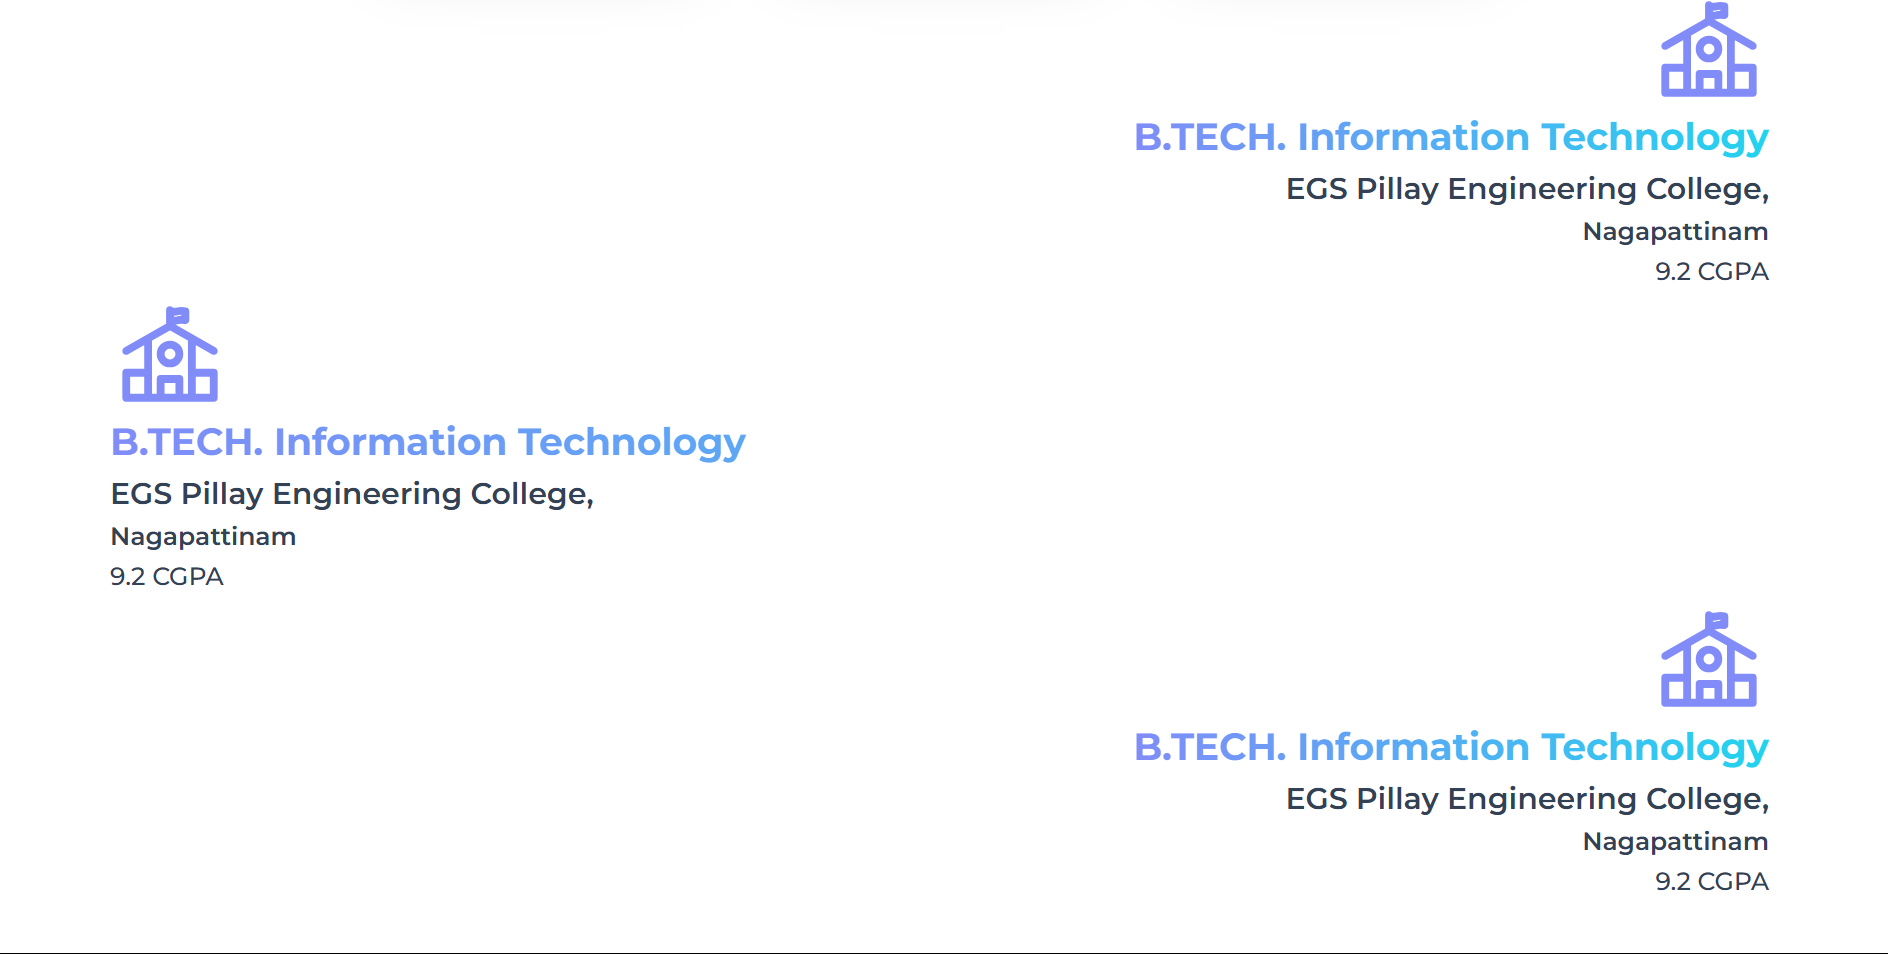 B.TECH. Information Technology
EGS Pillay Engineering College,
Nagapattinam
9.2 CGPA
B.TECH. Information Technology
EGS Pillay Engineering College,
Nagapattinam
9.2 CGPA
B.TECH. Information Technology
EGS Pillay Engineering College,
Nagapattinam
9.2 CGPA